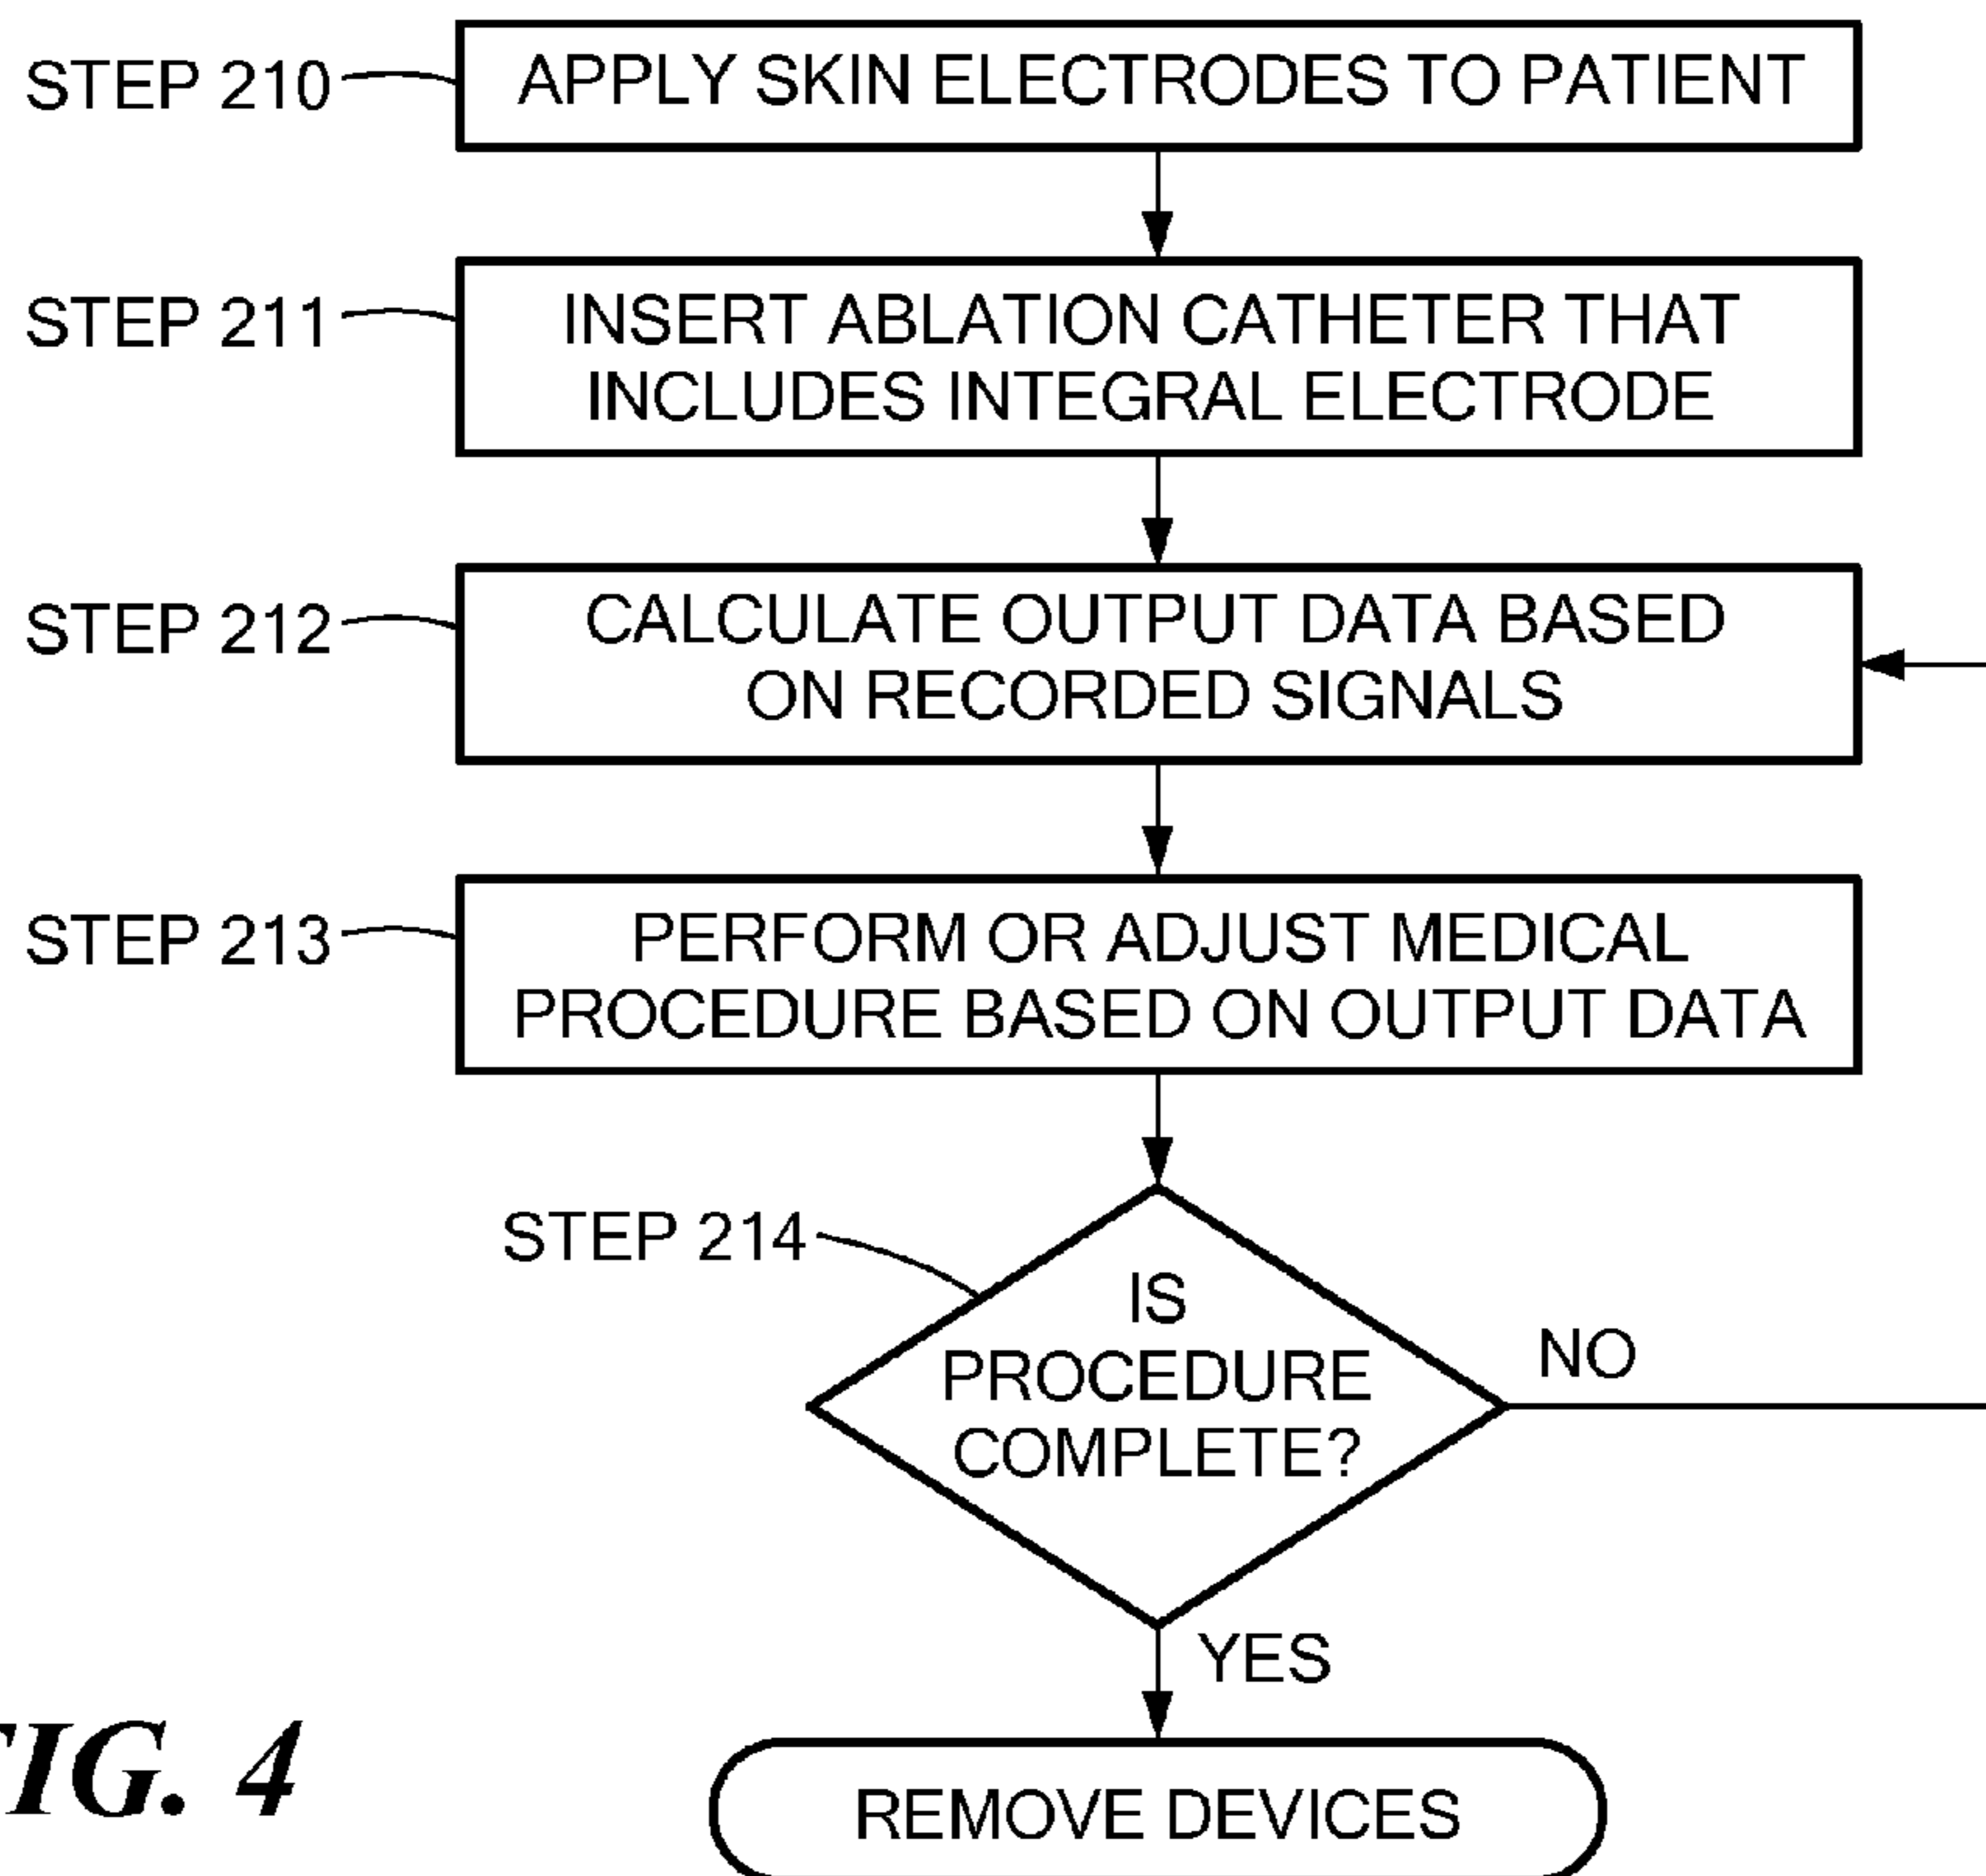 STEP 210
APPLY SKIN ELECTRODES TO PATIENT
STEP 211
INSERT ABLATION CATHETER THAT
INCLUDES INTEGRAL ELECTRODE
STEP 212
CALCULATE OUTPUT DATA BASED
ON RECORDED SIGNALS
STEP 213
PERFORM OR ADJUST MEDICAL
PROCEDURE BASED ON OUTPUT DATA
STEP 214
IS
PROCEDURE
COMPLETE?
NO
YES
FIG. 4
REMOVE DEVICES